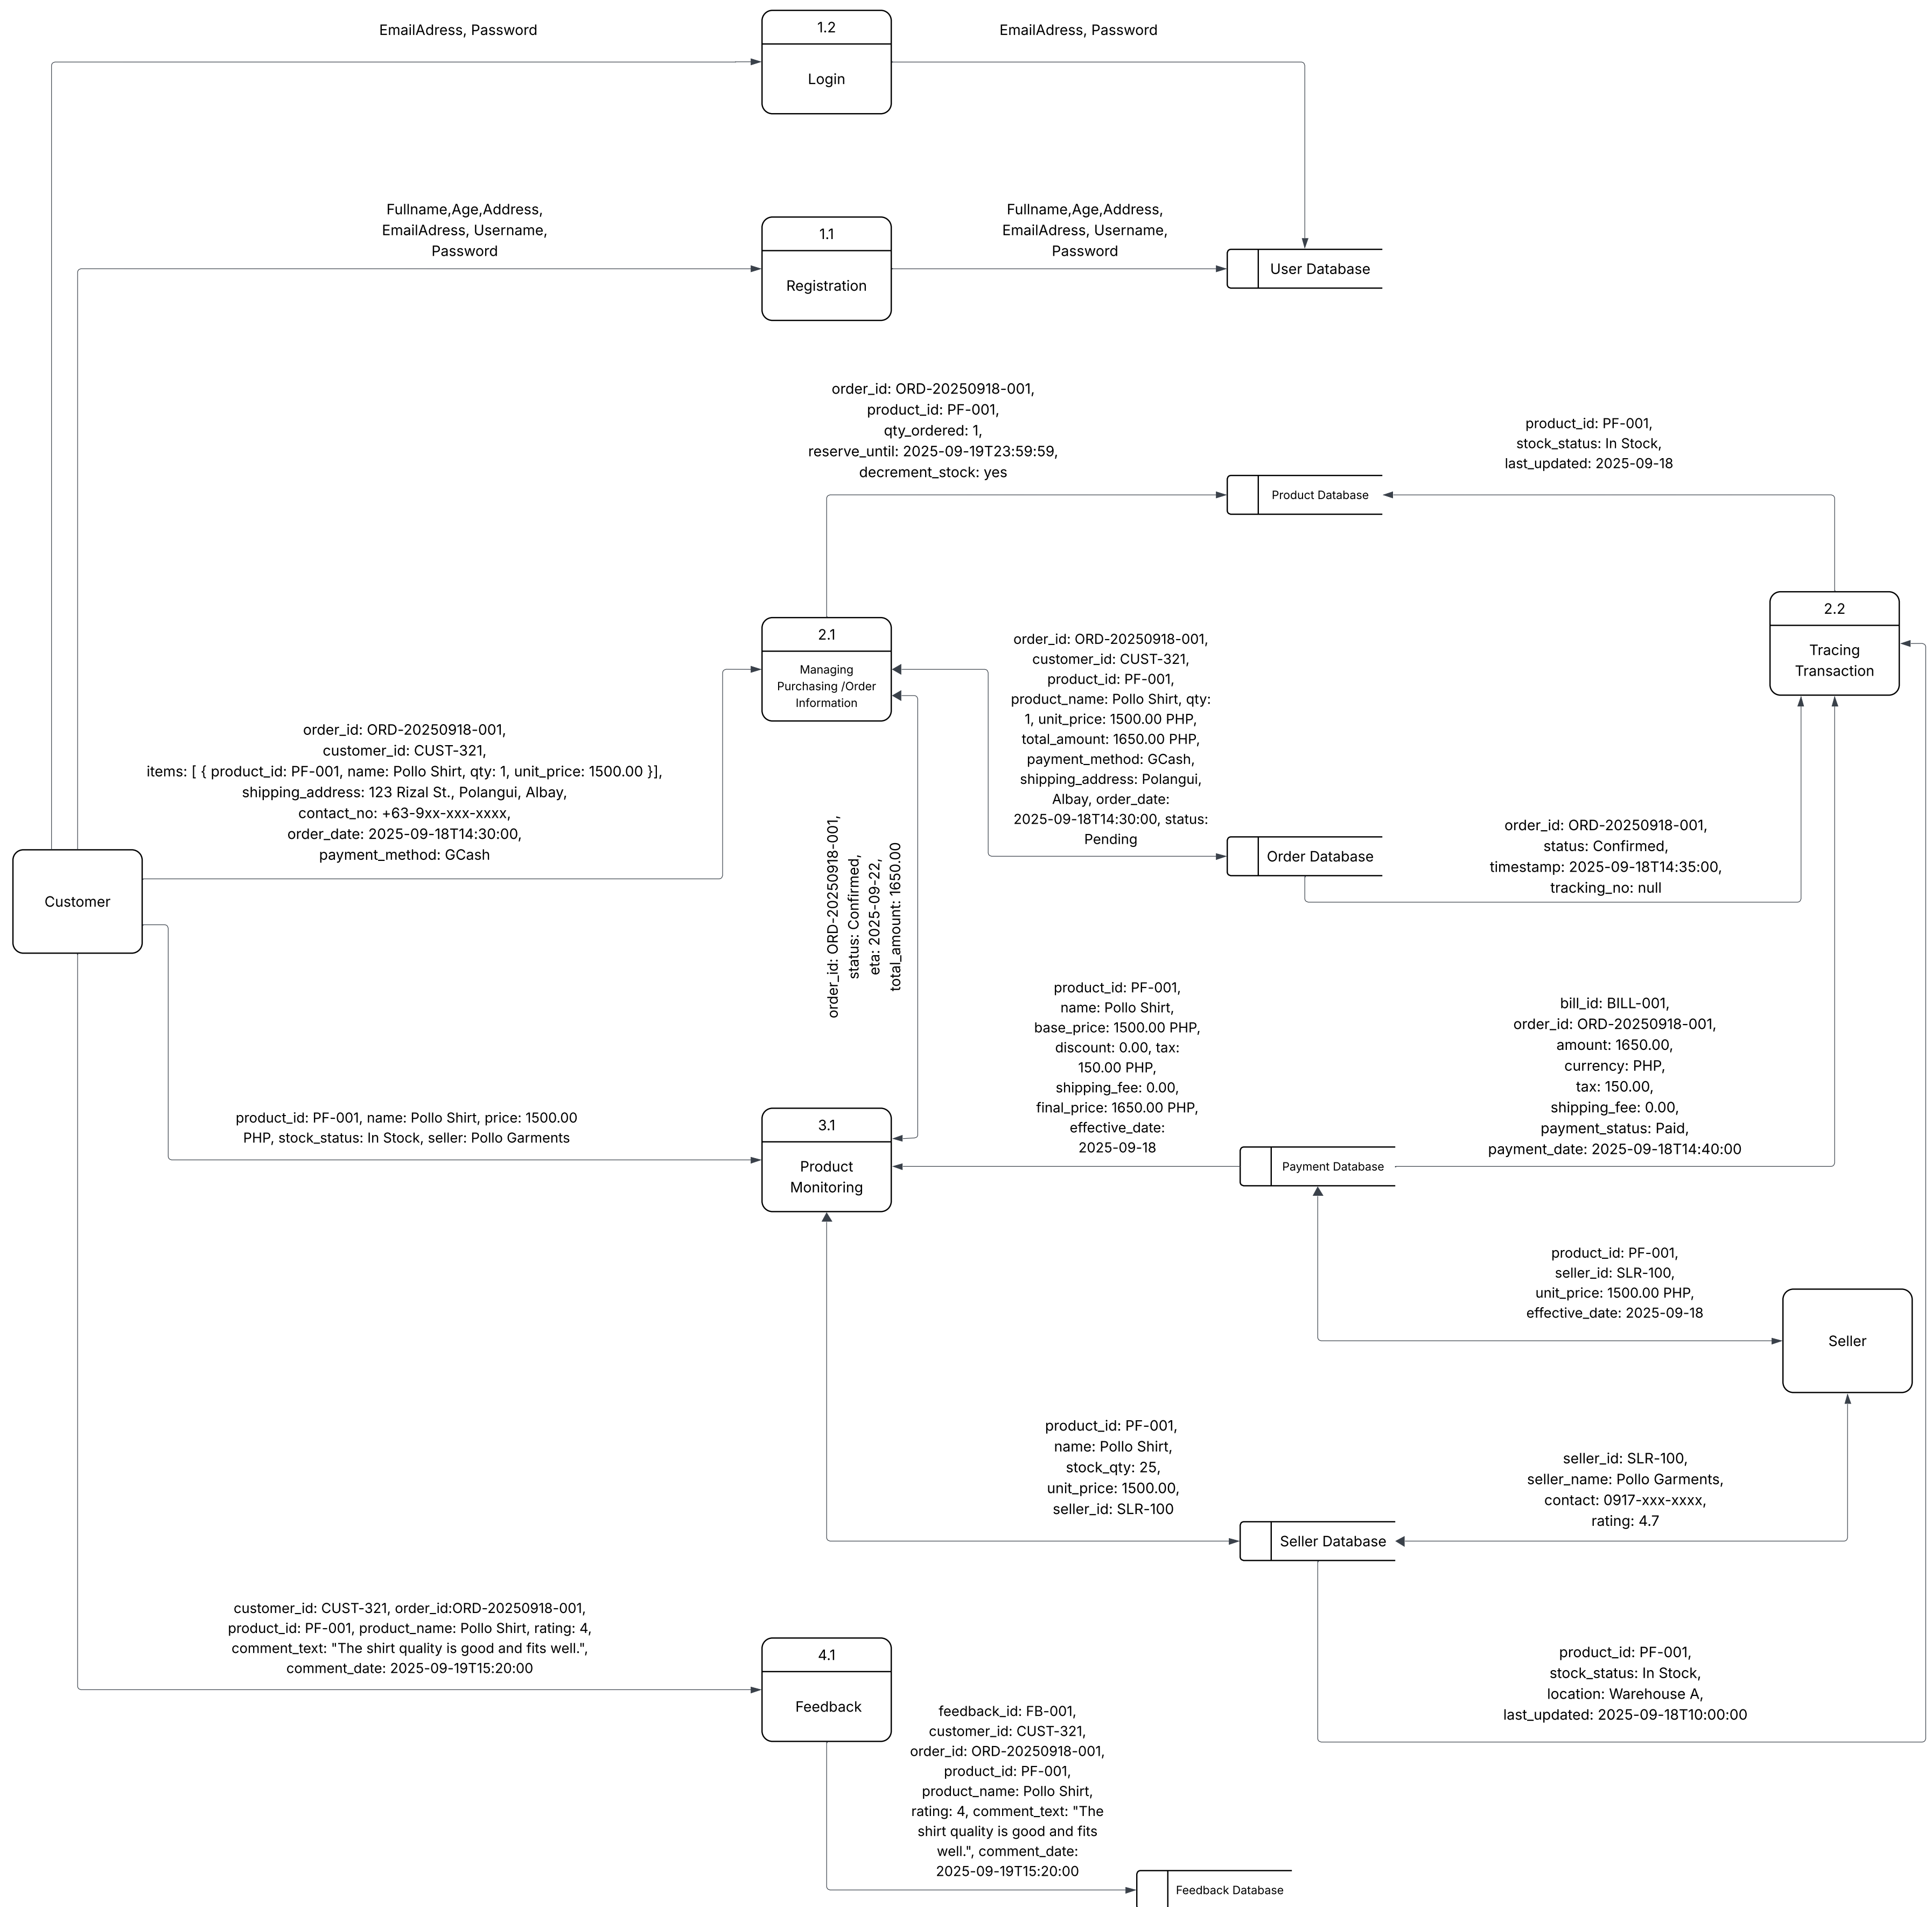 EmailAdress, Password
1.2
Login
EmailAdress, Password
Fullname,Age,Address,
EmailAdress, Username,
Password
1.1
Registration
Fullname,Age,Address,
EmailAdress, Username,
Password
User Database
order_id: ORD-20250918-001,
product_id: PF-001,
qty_ordered: 1,
reserve_until: 2025-09-19T23:59:59,
decrement_stock: yes
Product Database
product_id: PF-001,
stock_status: In Stock,
last_updated: 2025-09-18
2.1
Managing
Purchasing /Order
Information
2.2
Tracing
Transaction
order_id: ORD-20250918-001,
customer_id: CUST-321,
product_id: PF-001,
product_name: Pollo Shirt, qty:
1, unit_price: 1500.00 PHP,
total_amount: 1650.00 PHP,
payment_method: GCash,
shipping_address: Polangui,
Albay, order_date:
2025-09-18T14:30:00, status:
Pending
order_id: ORD-20250918-001,
customer_id: CUST-321,
items: [ { product_id: PF-001, name: Pollo Shirt, qty: 1, unit_price: 1500.00 }],
shipping_address: 123 Rizal St., Polangui, Albay,
contact_no: +63-9xx-xxx-xxxx,
order_date: 2025-09-18T14:30:00,
payment_method: GCash
Customer
order_id: ORD-20250918-001,
status: Confirmed,
eta: 2025-09-22,
total_amount: 1650.00
Order Database
order_id: ORD-20250918-001,
status: Confirmed,
timestamp: 2025-09-18T14:35:00,
tracking_no: null
product_id: PF-001, name: Pollo Shirt, price: 1500.00
PHP, stock_status: In Stock, seller: Pollo Garments
3.1
Product
Monitoring
product_id: PF-001,
name: Pollo Shirt,
base_price: 1500.00 PHP,
discount: 0.00, tax:
150.00 PHP,
shipping_fee: 0.00,
final_price: 1650.00 PHP,
effective_date:
2025-09-18
Payment Database
bill_id: BILL-001,
order_id: ORD-20250918-001,
amount: 1650.00,
currency: PHP,
tax: 150.00,
shipping_fee: 0.00,
payment_status: Paid,
payment_date: 2025-09-18T14:40:00
product_id: PF-001,
seller_id: SLR-100,
unit_price: 1500.00 PHP,
effective_date: 2025-09-18
Seller
product_id: PF-001,
name: Pollo Shirt,
stock_qty: 25,
unit_price: 1500.00,
seller_id: SLR-100
Seller Database
seller_id: SLR-100,
seller_name: Pollo Garments,
contact: 0917-xxx-xxxx,
rating: 4.7
customer_id: CUST-321, order_id:ORD-20250918-001,
product_id: PF-001, product_name: Pollo Shirt, rating: 4,
comment_text: "The shirt quality is good and fits well.",
comment_date: 2025-09-19T15:20:00
4.1
Feedback
product_id: PF-001,
stock_status: In Stock,
location: Warehouse A,
last_updated: 2025-09-18T10:00:00
feedback_id: FB-001,
customer_id: CUST-321,
order_id: ORD-20250918-001,
product_id: PF-001,
product_name: Pollo Shirt,
rating: 4, comment_text: "The
shirt quality is good and fits
well.", comment_date:
2025-09-19T15:20:00
Feedback Database